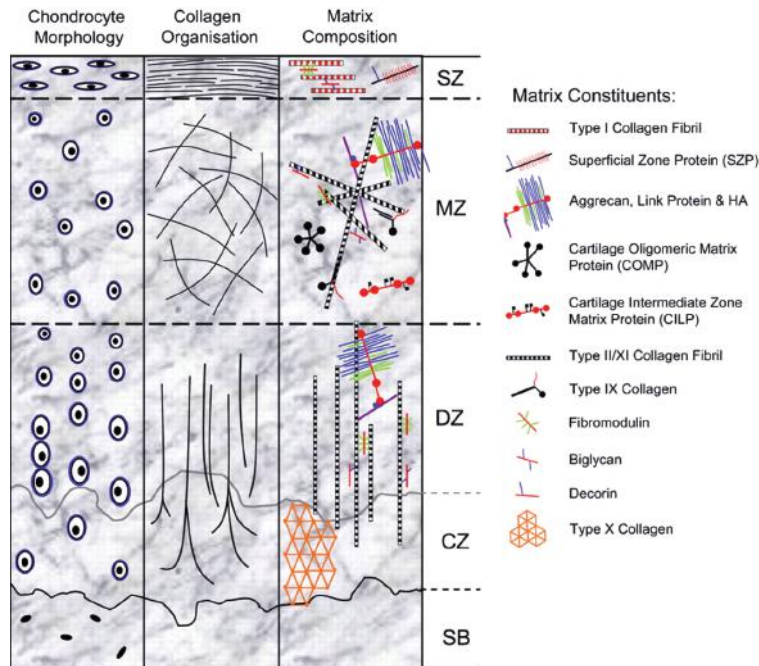 Chondrocyte
Morphology
Collagen
Organisation
Matrix
Composition
SZ
MZ
DZ
CZ
SB
Matrix Constituents:
Type I Collagen Fibril
Superficial Zone Protein (SZP)
Aggrecan, Link Protein & HA
Cartilage Oligomeric Matrix
Protein (COMP)
Cartilage Intermediate Zone
Matrix Protein (CILP)
Type II/XI Collagen Fibril
Type IX Collagen
Fibromodulin
Biglycan
Decorin
Type X Collagen